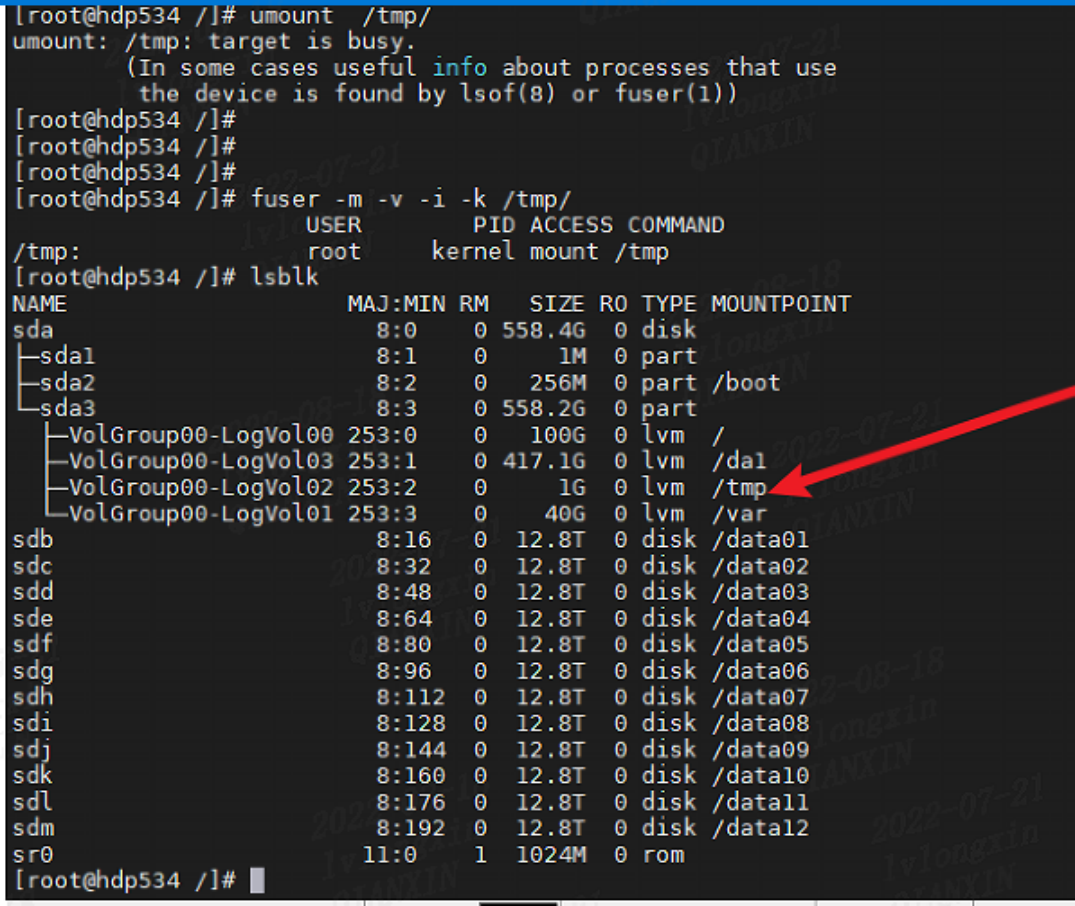 [root@hdp534 /]# umount  /tmp/
umount: /tmp: target is busy.
        (In some cases useful info about processes that use
         the device is found by lsof(8) or fuser(1))
[root@hdp534 /]#
[root@hdp534 /]#
[root@hdp534 /]#
[root@hdp534 /]# fuser -m -v -i -k /tmp/
                     USER        PID ACCESS COMMAND
/tmp:                root     kernel mount /tmp
[root@hdp534 /]# lsblk
NAME                    MAJ:MIN RM   SIZE RO TYPE MOUNTPOINT
sda                       8:0    0 558.4G  0 disk
├─sda1                    8:1    0     1M  0 part
├─sda2                    8:2    0   256M  0 part /boot
└─sda3                    8:3    0 558.2G  0 part
  ├─VolGroup00-LogVol00 253:0    0   100G  0 lvm  /
  ├─VolGroup00-LogVol03 253:1    0 417.1G  0 lvm  /da1
  ├─VolGroup00-LogVol02 253:2    0     1G  0 lvm  /tmp
  └─VolGroup00-LogVol01 253:3    0    40G  0 lvm  /var
sdb                       8:16   0  12.8T  0 disk /data01
sdc                       8:32   0  12.8T  0 disk /data02
sdd                       8:48   0  12.8T  0 disk /data03
sde                       8:64   0  12.8T  0 disk /data04
sdf                       8:80   0  12.8T  0 disk /data05
sdg                       8:96   0  12.8T  0 disk /data06
sdh                       8:112  0  12.8T  0 disk /data07
sdi                       8:128  0  12.8T  0 disk /data08
sdj                       8:144  0  12.8T  0 disk /data09
sdk                       8:160  0  12.8T  0 disk /data10
sdl                       8:176  0  12.8T  0 disk /data11
sdm                       8:192  0  12.8T  0 disk /data12
sr0                      11:0    1  1024M  0 rom
[root@hdp534 /]#